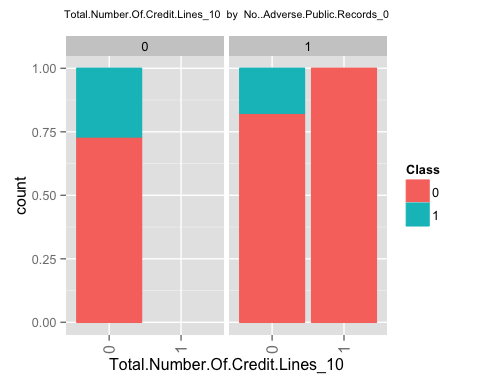 Total.Number.Of.Credit.Lines_10 by No..Adverse.Public.Records_0
0 1
1.00
0.75
0.50
0.25
0.00
count
0 1 0 1
Total.Number.Of.Credit.Lines_10
Class
0
1